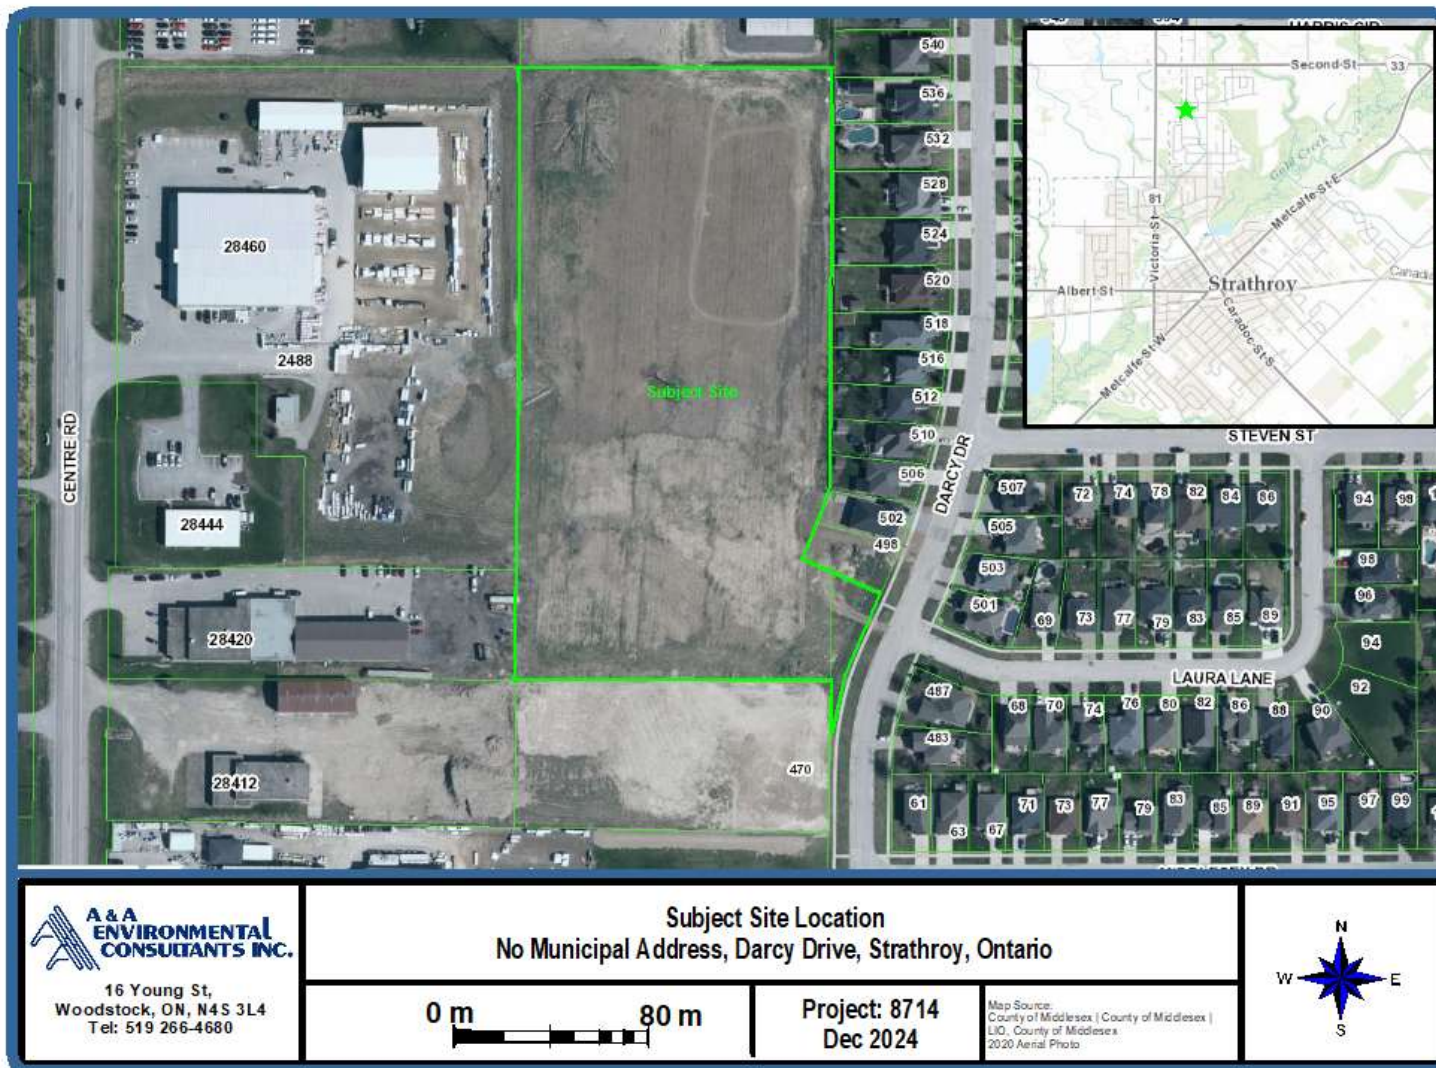 540
536
532
528
524
520
518
516
512
510
506
502
498
28460
2488
28444
28420
28412
CENTRE RD
Subject Site
470
DARCY DR
STEVEN ST
507
505
503
501
72
74
78
82
84
86
94
98
98
96
94
92
69
73
77
79
83
85
89
LAURA LANE
487
483
68
70
74
76
80
82
86
88
90
61
63
67
71
73
77
79
83
85
89
91
95
97
99
Second St
33
Gold Creek
Metcalfe St E
81
Victoria St
Strathroy
Albert St
Caradoc St S
Metcalfe St W
A & A
ENVIRONMENTAL
CONSULTANTS INC.
16 Young St,
Woodstock, ON, N4S 3L4
Tel: 519 266-4680
Subject Site Location
No Municipal Address, Darcy Drive, Strathroy, Ontario
0 m 80 m
Project: 8714
Dec 2024
Map Source:
County of Middlesex | County of Middlesex |
LIO, County of Middlesex
2020 Aerial Photo
N
W E
S